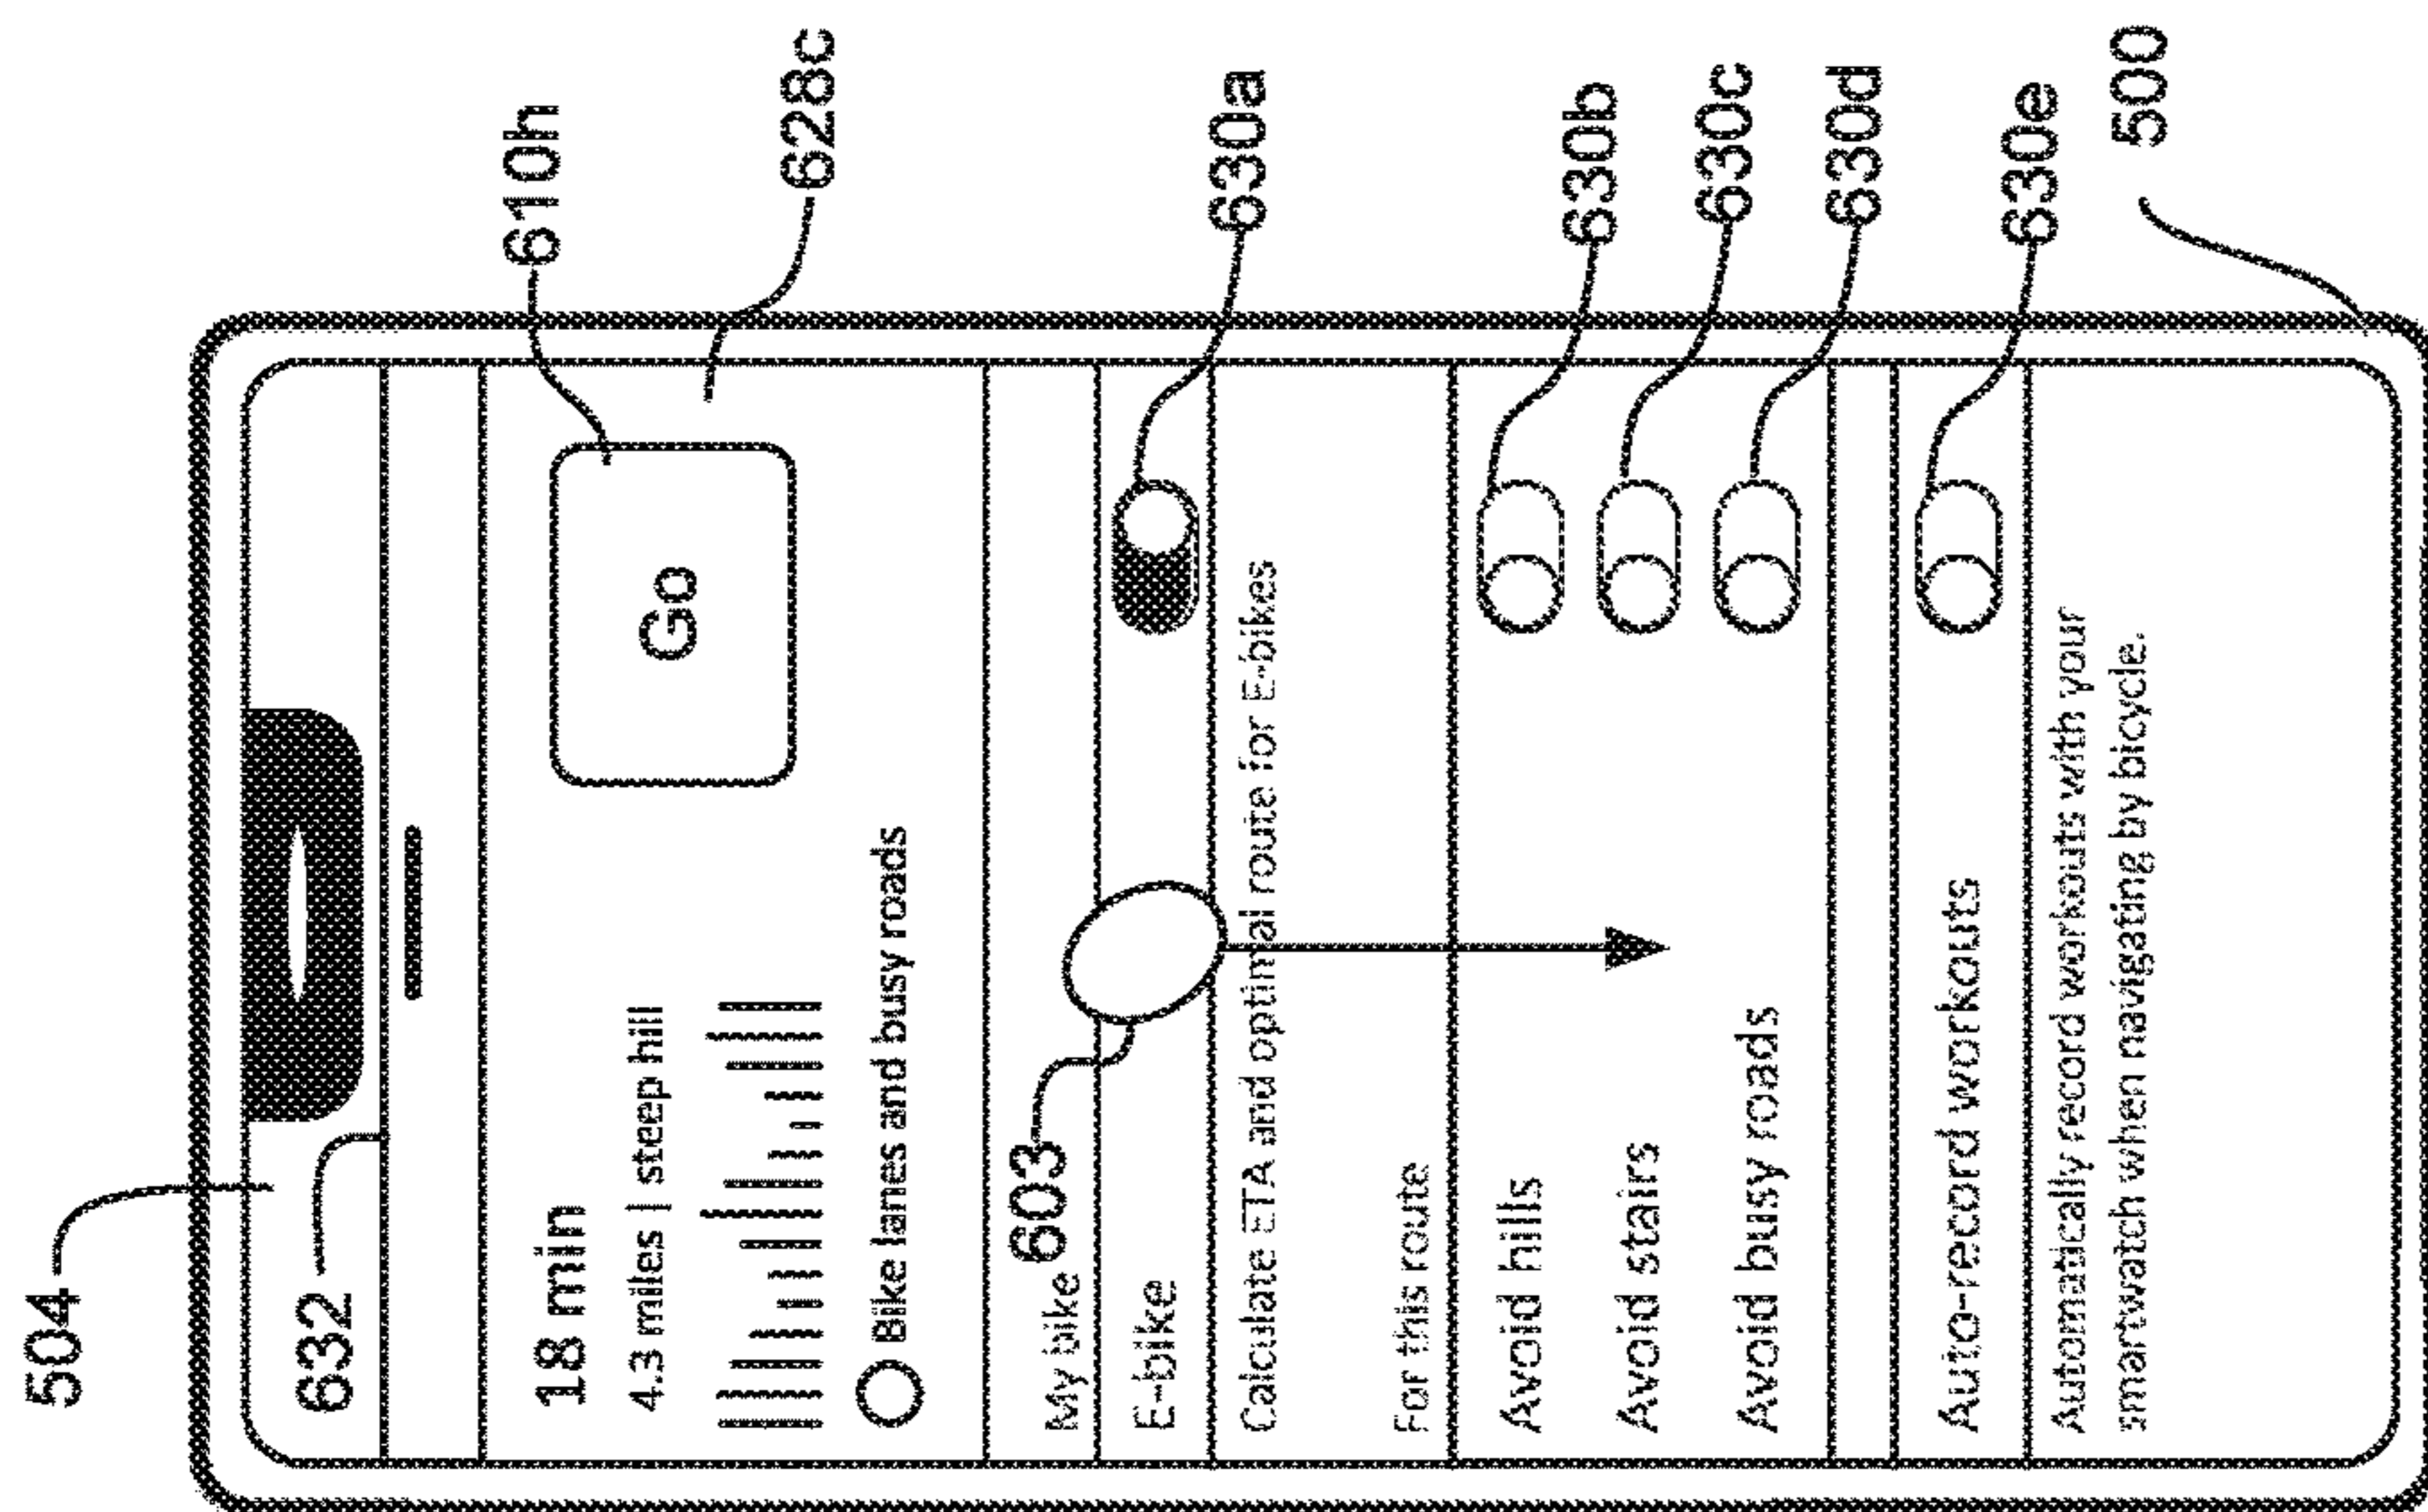 504
632
610h
Go
18 min
628c
4.3 miles | steep hill
Bike lanes and busy roads
603
My bike
E-bike
630a
Calculate ETA and optimal route for E-bikes
For this route
Avoid hills
630b
Avoid stairs
630c
Avoid busy roads
630d
Auto-record workouts
630e
Automatically record workouts with your
smartwatch when navigating by bicycle.
500